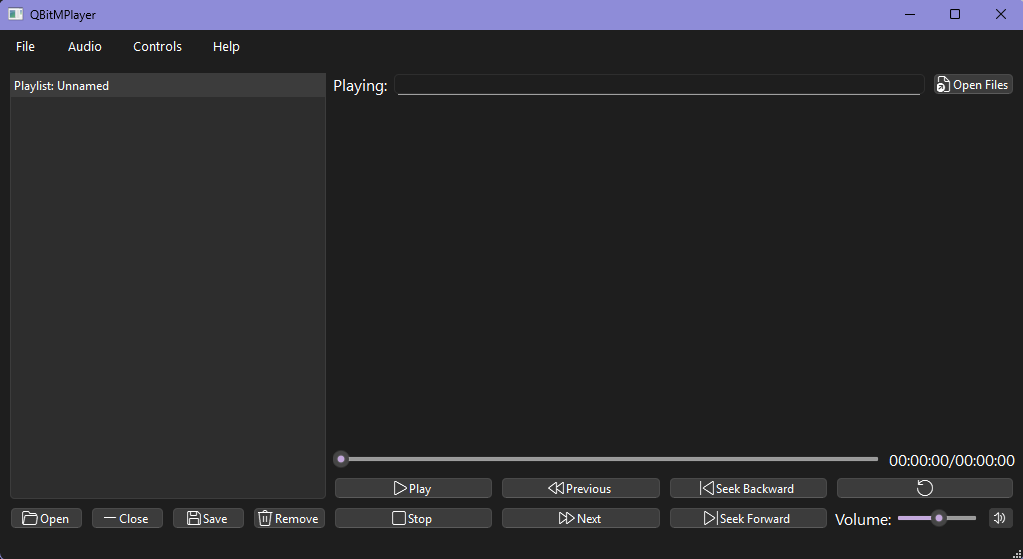 QBitMPlayer
File Audio Controls Help
Playlist: Unnamed
Playing:
Open Files
00:00:00/00:00:00
Play Previous Seek Backward
Open Close Save Remove
Stop Next Seek Forward Volume: